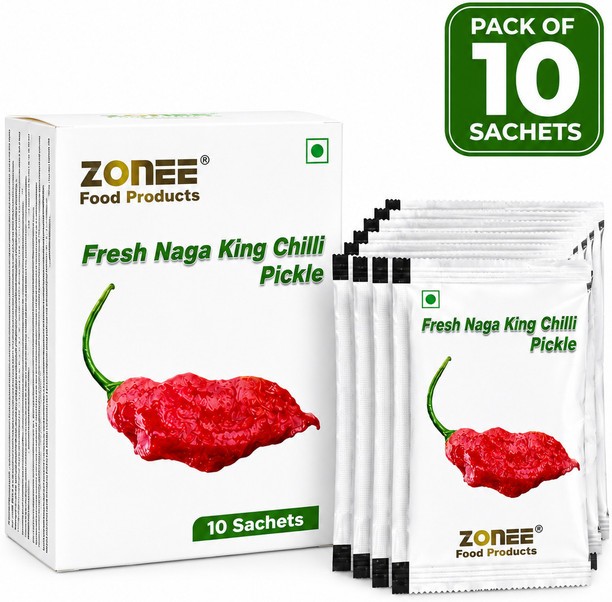 PACK OF
10
SACHETS
ZONEE®
Food Products
Fresh Naga King Chilli
Pickle
10 Sachets
Fresh Naga King Chilli
Pickle
ZONEE®
Food Products